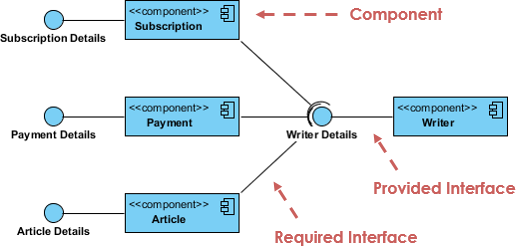 <<component>>
Subscription
Subscription Details
Component
<<component>>
Payment
Payment Details
Writer Details
<<component>>
Writer
Provided Interface
<<component>>
Article
Article Details
Required Interface